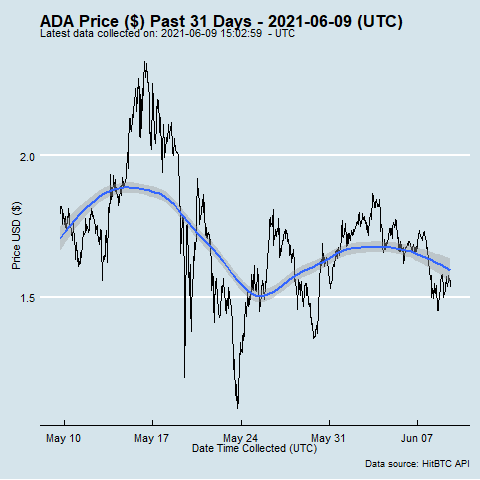 ADA Price ($) Past 31 Days - 2021-06-09 (UTC)
Latest data collected on: 2021-06-09 15:02:59 - UTC
2.0
Price USD ($)
1.5
May 10 May 17 May 24 May 31 Jun 07
Date Time Collected (UTC)
Data source: HitBTC API